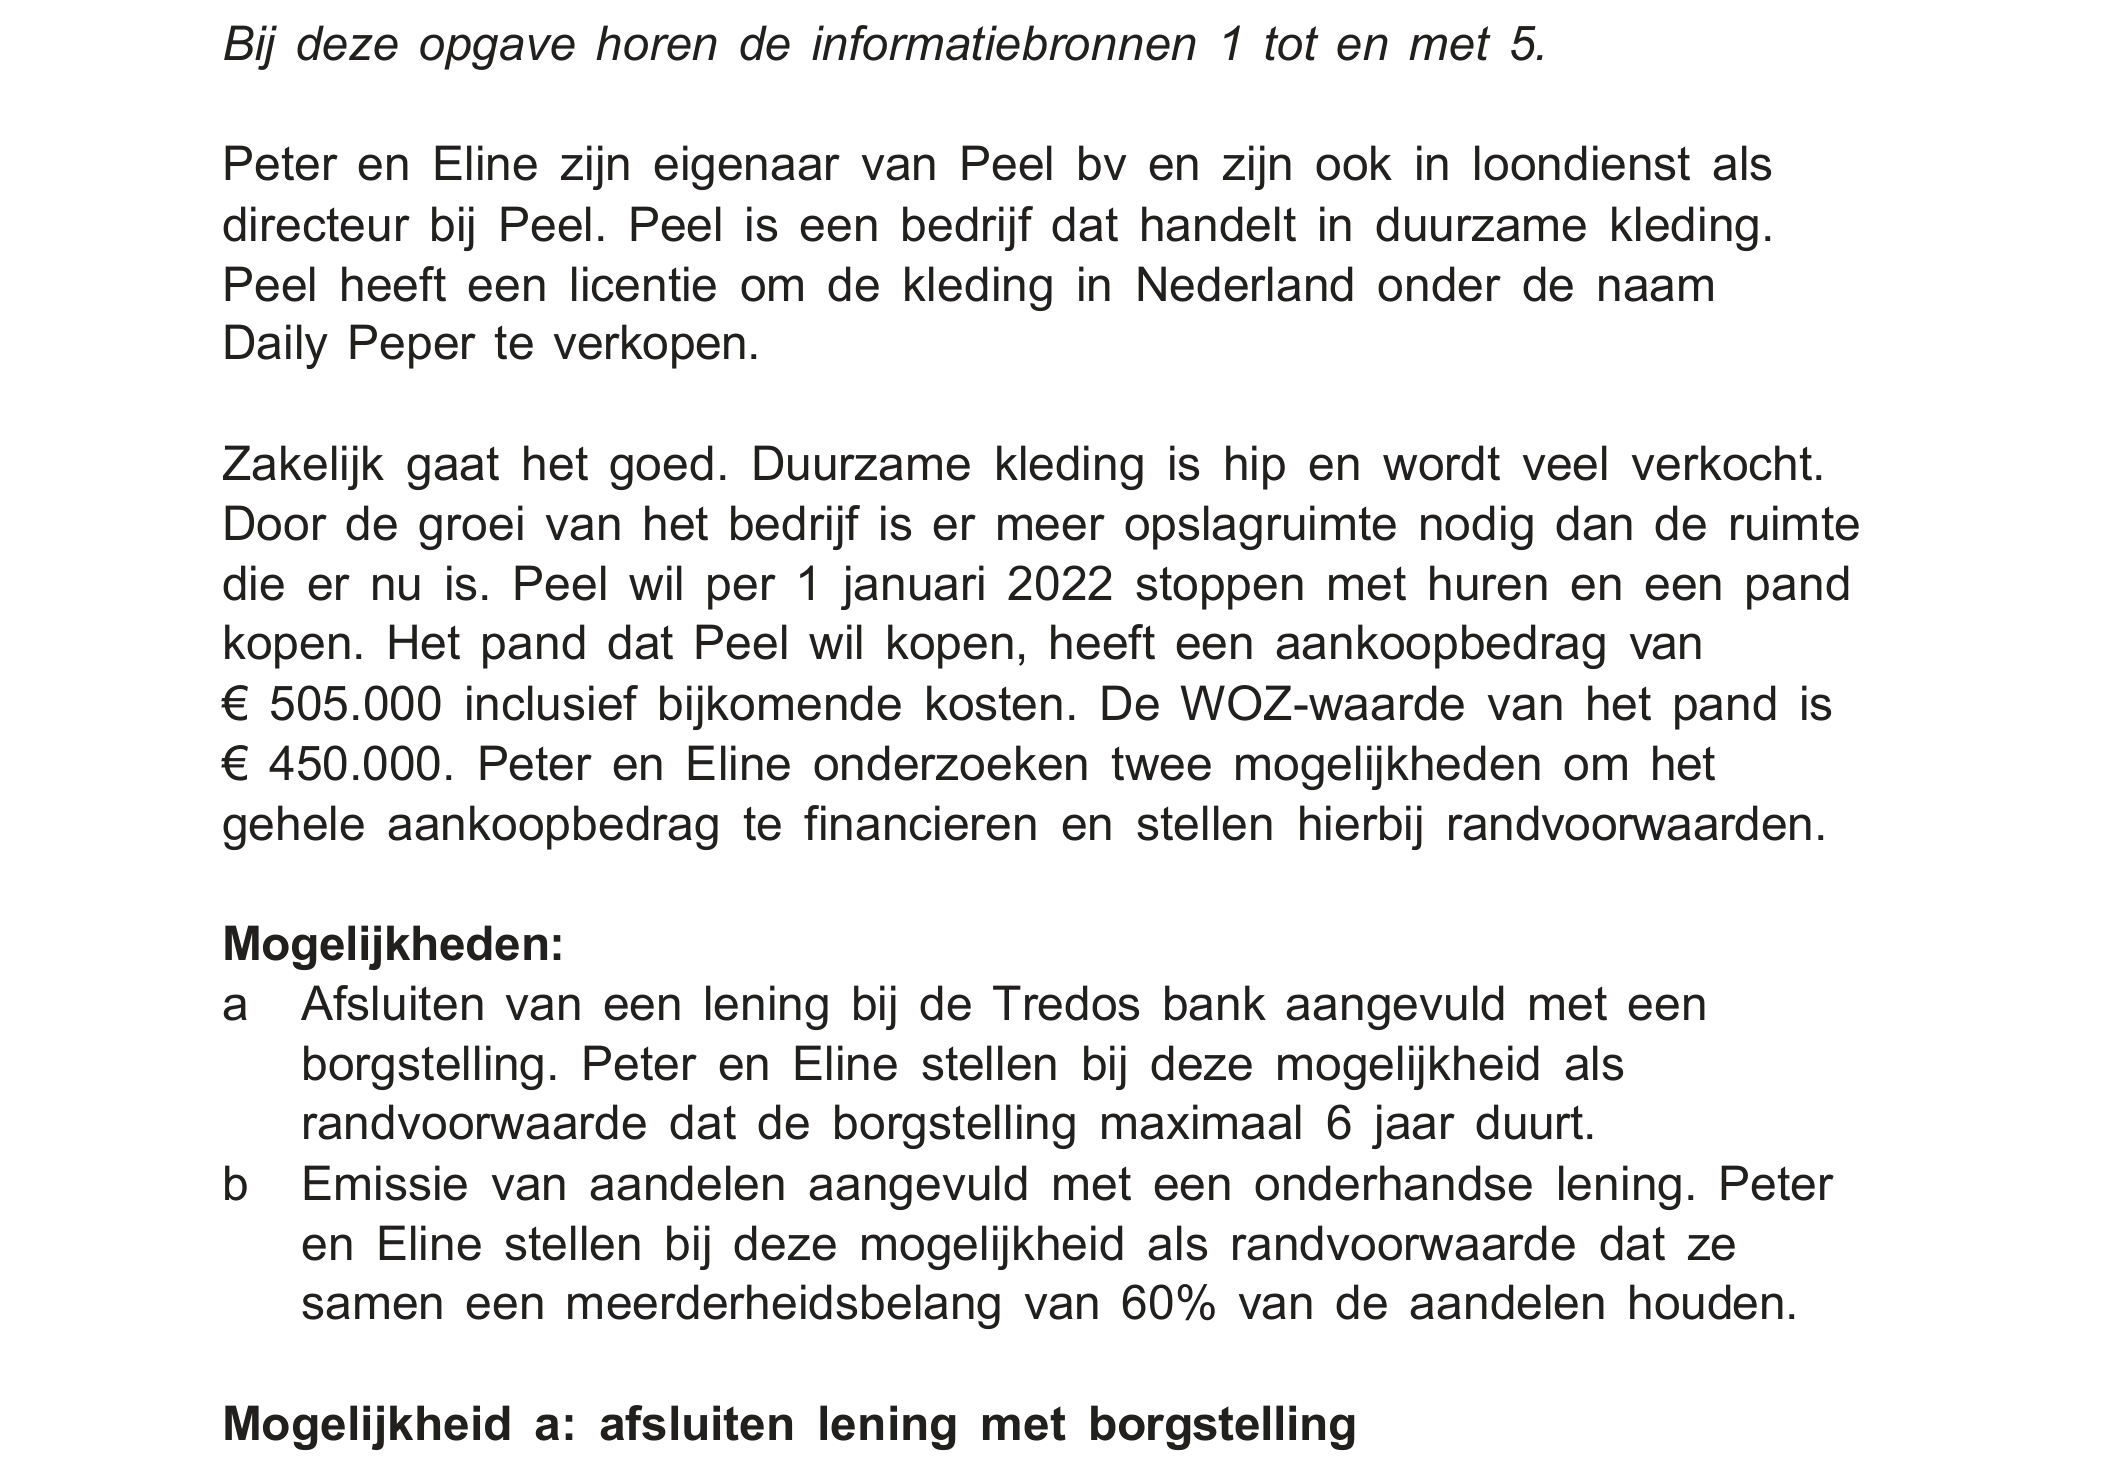 Bij deze opgave horen de informatiebronnen 1 tot en met 5.
Peter en Eline zijn eigenaar van Peel bv en zijn ook in loondienst als
directeur bij Peel. Peel is een bedrijf dat handelt in duurzame kleding.
Peel heeft een licentie om de kleding in Nederland onder de naam
Daily Peper te verkopen.
Zakelijk gaat het goed. Duurzame kleding is hip en wordt veel verkocht.
Door de groei van het bedrijf is er meer opslagruimte nodig dan de ruimte
die er nu is. Peel wil per 1 januari 2022 stoppen met huren en een pand
kopen. Het pand dat Peel wil kopen, heeft een aankoopbedrag van
€ 505.000 inclusief bijkomende kosten. De WOZ-waarde van het pand is
€ 450.000. Peter en Eline onderzoeken twee mogelijkheden om het
gehele aankoopbedrag te financieren en stellen hierbij randvoorwaarden.
Mogelijkheden:
a Afsluiten van een lening bij de Tredos bank aangevuld met een
borgstelling. Peter en Eline stellen bij deze mogelijkheid als
randvoorwaarde dat de borgstelling maximaal 6 jaar duurt.
b Emissie van aandelen aangevuld met een onderhandse lening. Peter
en Eline stellen bij deze mogelijkheid als randvoorwaarde dat ze
samen een meerderheidsbelang van 60% van de aandelen houden.
Mogelijkheid a: afsluiten lening met borgstelling